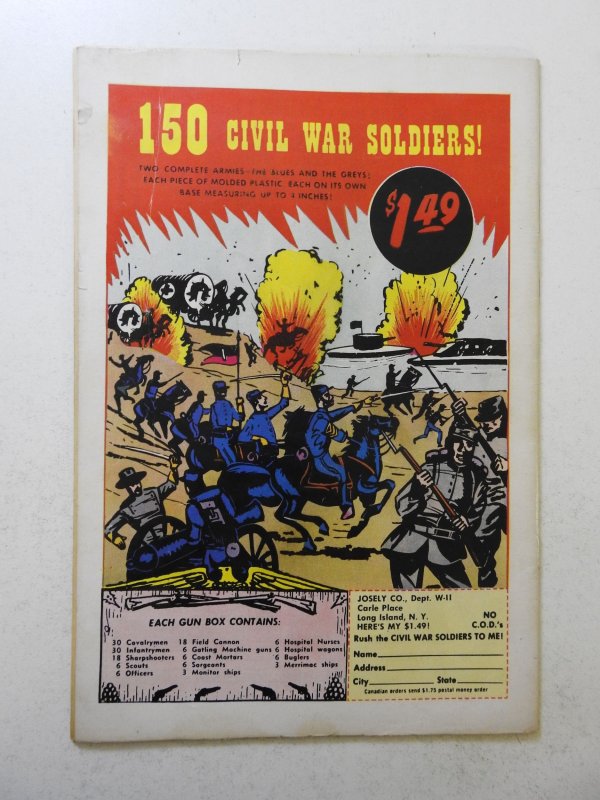 150 CIVIL WAR SOLDIERS!
TWO COMPLETE ARMIES—THE BLUES AND THE GREYS!
EACH PIECE OF MOLDED PLASTIC EACH ON ITS OWN
BASE MEASURING UP TO 4 INCHES!
$1.49
EACH GUN BOX CONTAINS:
30 Cavalrymen 18 Field Cannon 6 Hospital Nurses
30 Infantrymen 6 Gatling Machine guns 6 Hospital wagons
18 Sharpshooters 6 Coast Mortars 6 Buglers
6 Scouts 6 Sergeants 3 Merrimac ships
6 Officers 3 Monitor ships
JOSELY CO., Dept. W-11
Carle Place
Long Island, N. Y.
HERE'S MY $1.49!
NO
C.O.D.'s
Rush the CIVIL WAR SOLDIERS TO ME!
Name
Address
City State
Canadian orders send $1.75 postal money order